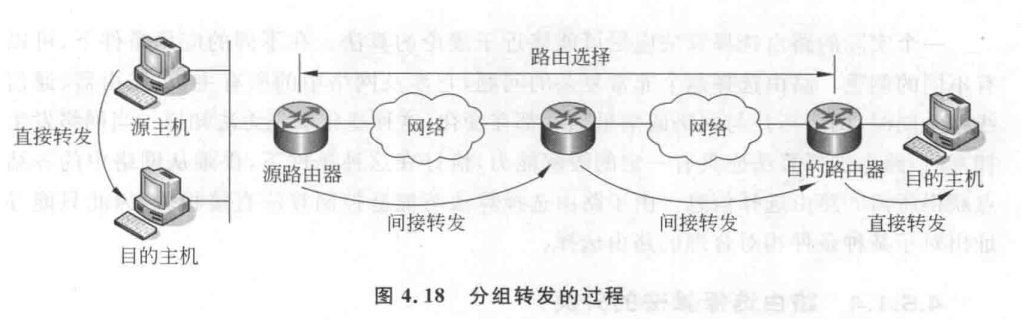 路由选择
直接转发
源主机
网络
网络
源路由器
目的路由器
目的主机
间接转发
间接转发
直接转发
目的主机
图 4.18 分组转发的过程